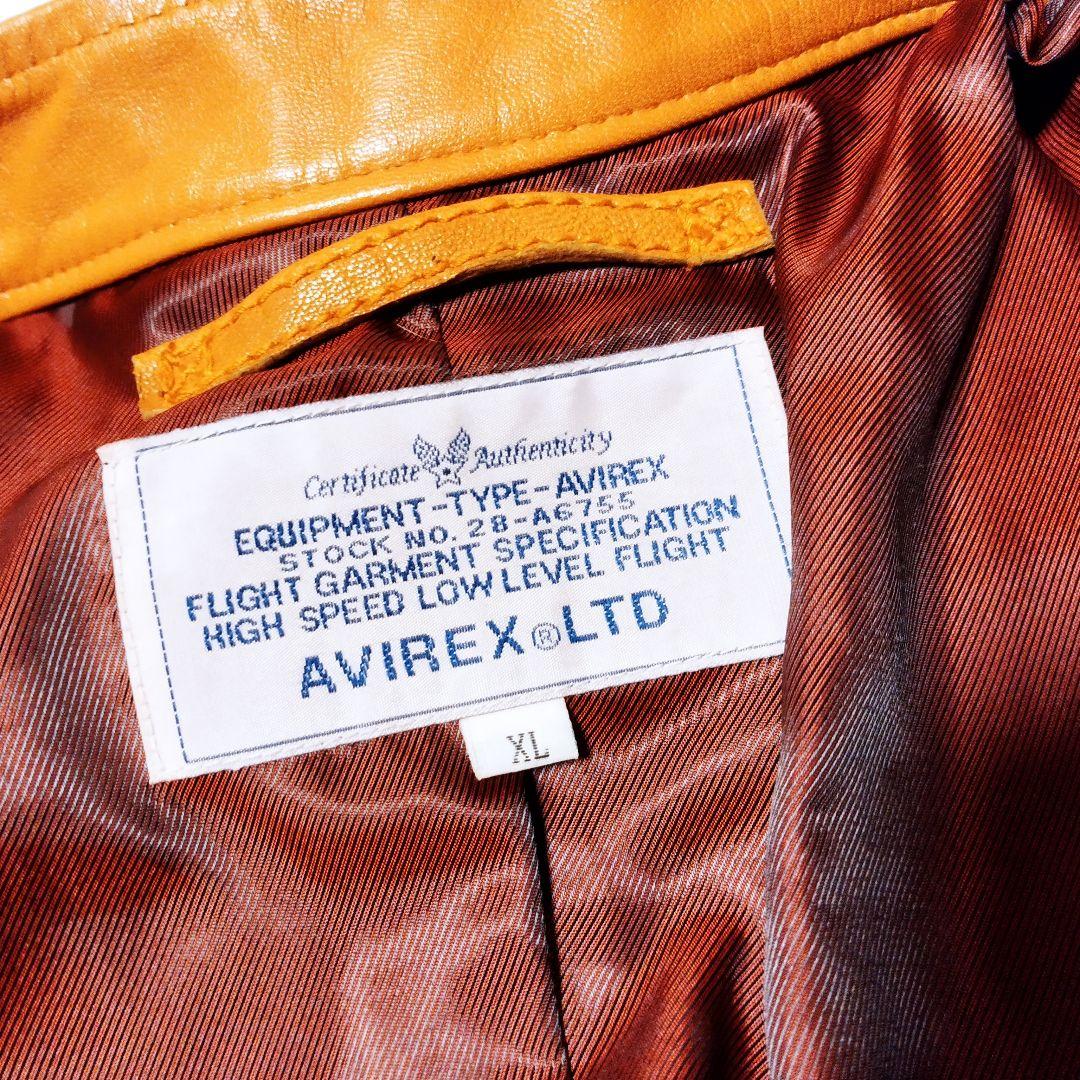 Certificate Authenticity
EQUIPMENT-TYPE-AVIREX
STOCK NO. 28-A6755
FLIGHT GARMENT SPECIFICATION
HIGH SPEED LOW LEVEL FLIGHT
AVIREX® LTD
XL